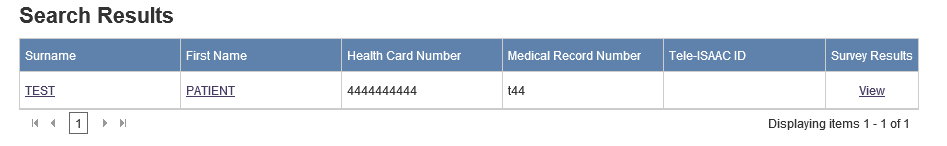 Search Results
Surname First Name Health Card Number Medical Record Number Tele-ISAAC ID Survey Results
TEST PATIENT 4444444444 t44 View
1 Displaying items 1 - 1 of 1